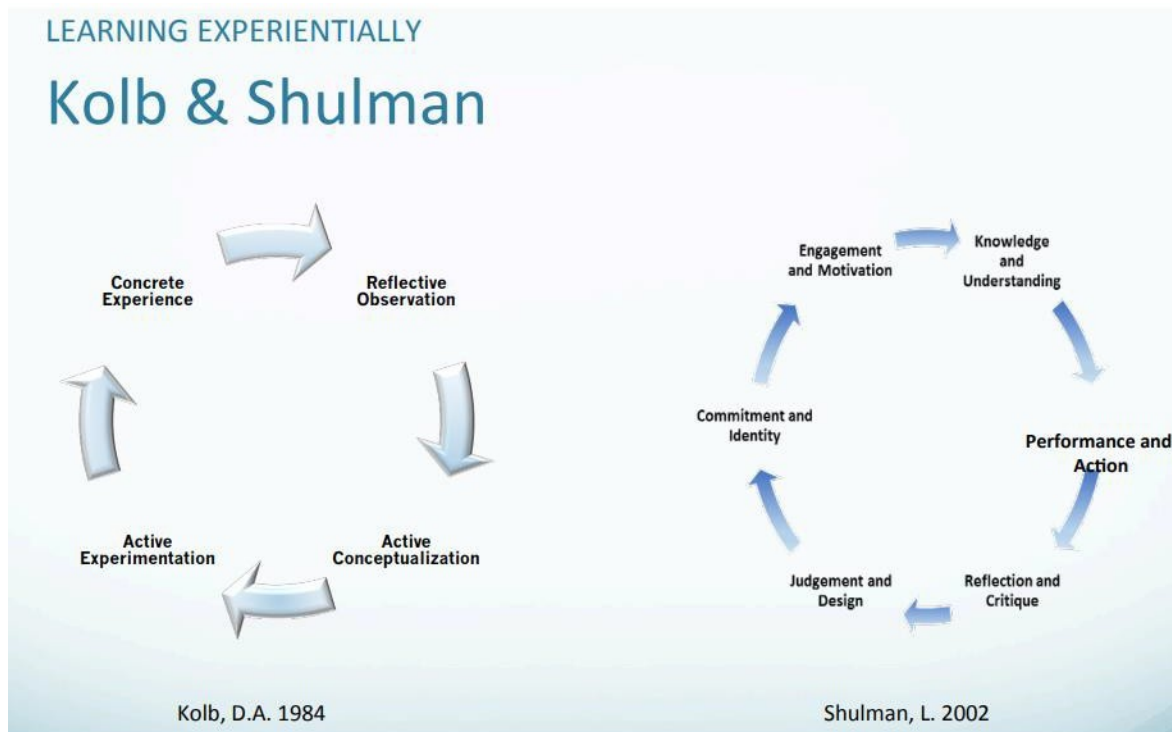 LEARNING EXPERIENTIALLY
Kolb & Shulman
Concrete
Experience
Reflective
Observation
Active
Conceptualization
Active
Experimentation
Kolb, D.A. 1984
Engagement
and Motivation
Knowledge
and
Understanding
Performance and
Action
Reflection and
Critique
Judgement and
Design
Commitment and
Identity
Shulman, L. 2002